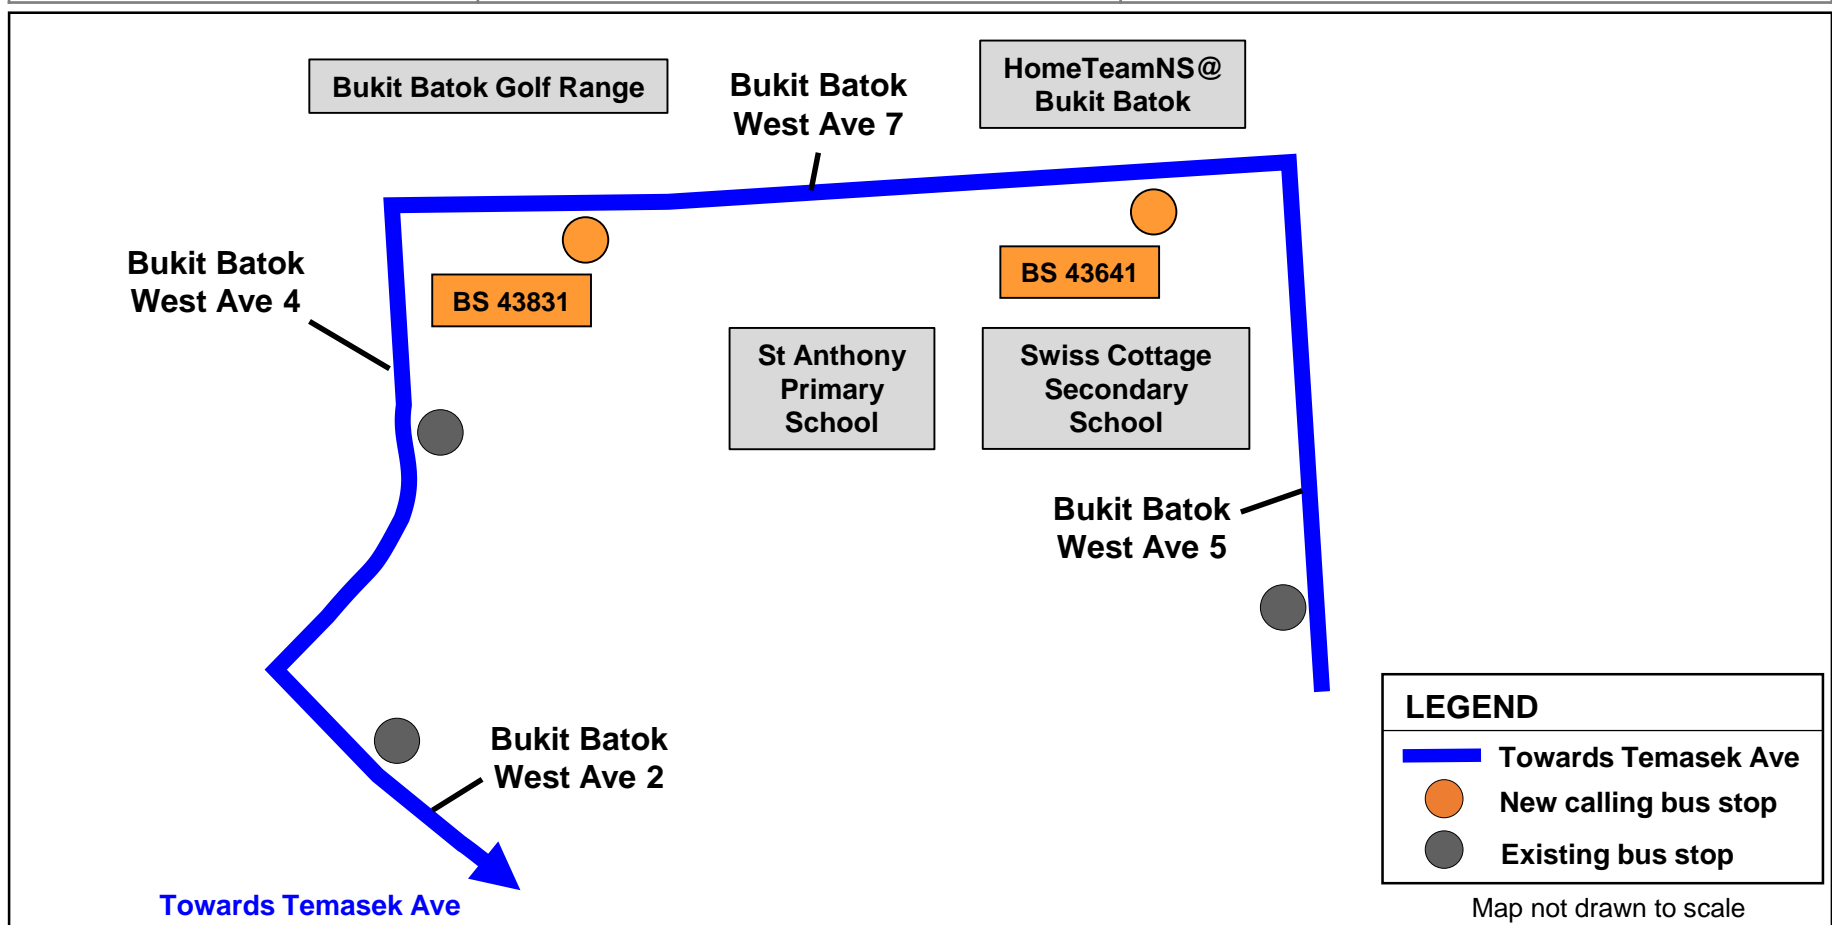 Bukit Batok Golf Range
Bukit Batok
West Ave 7
HomeTeamNS@
Bukit Batok
Bukit Batok
West Ave 4
BS 43831
BS 43641
St Anthony
Primary
School
Swiss Cottage
Secondary
School
Bukit Batok
West Ave 5
Bukit Batok
West Ave 2
Towards Temasek Ave
LEGEND
Towards Temasek Ave
New calling bus stop
Existing bus stop
Map not drawn to scale